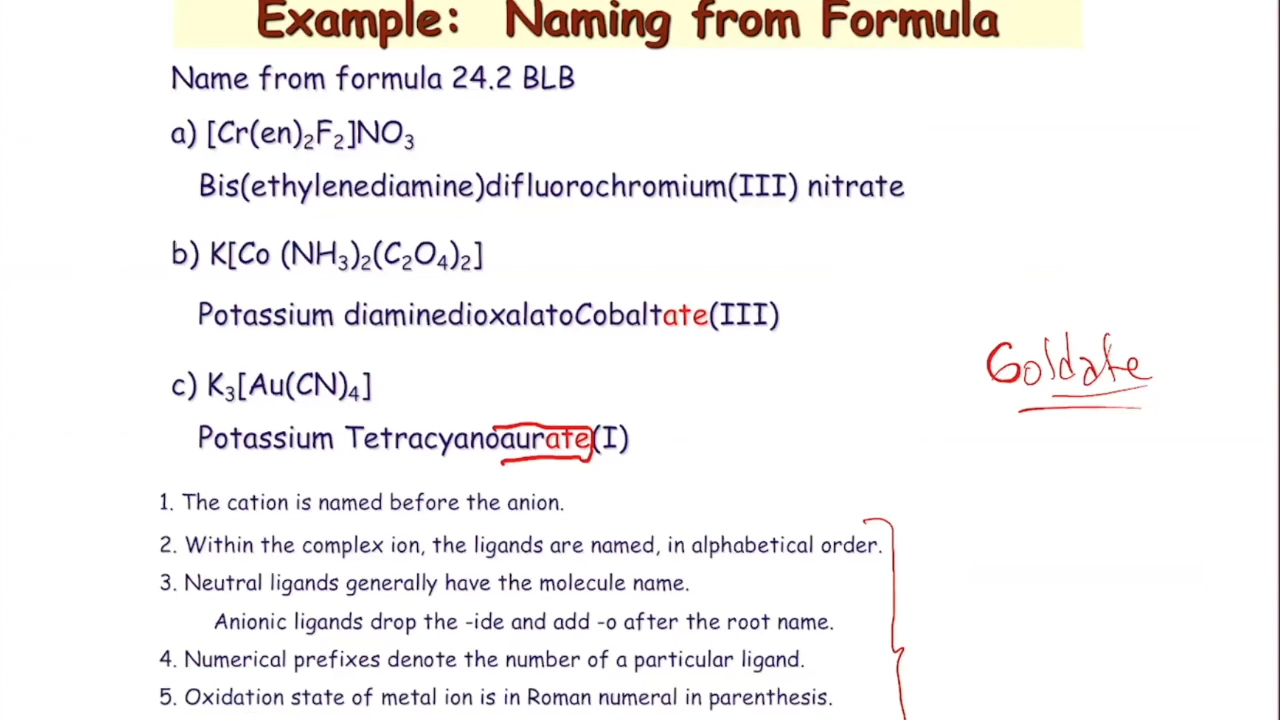 Example: Naming from Formula
Name from formula 24.2 BLB
a) [Cr(en)₂F₂]NO₃
Bis(ethylenediamine)difluorochromium(III) nitrate
b) K[Co (NH₃)₂(C₂O₄)₂]
Potassium diaminedioxalatoCobaltate(III)
Goldate
c) K₃[Au(CN)₄]
Potassium Tetracyanoaurate(I)
1. The cation is named before the anion.
2. Within the complex ion, the ligands are named, in alphabetical order.
3. Neutral ligands generally have the molecule name.
Anionic ligands drop the -ide and add -o after the root name.
4. Numerical prefixes denote the number of a particular ligand.
5. Oxidation state of metal ion is in Roman numeral in parenthesis.